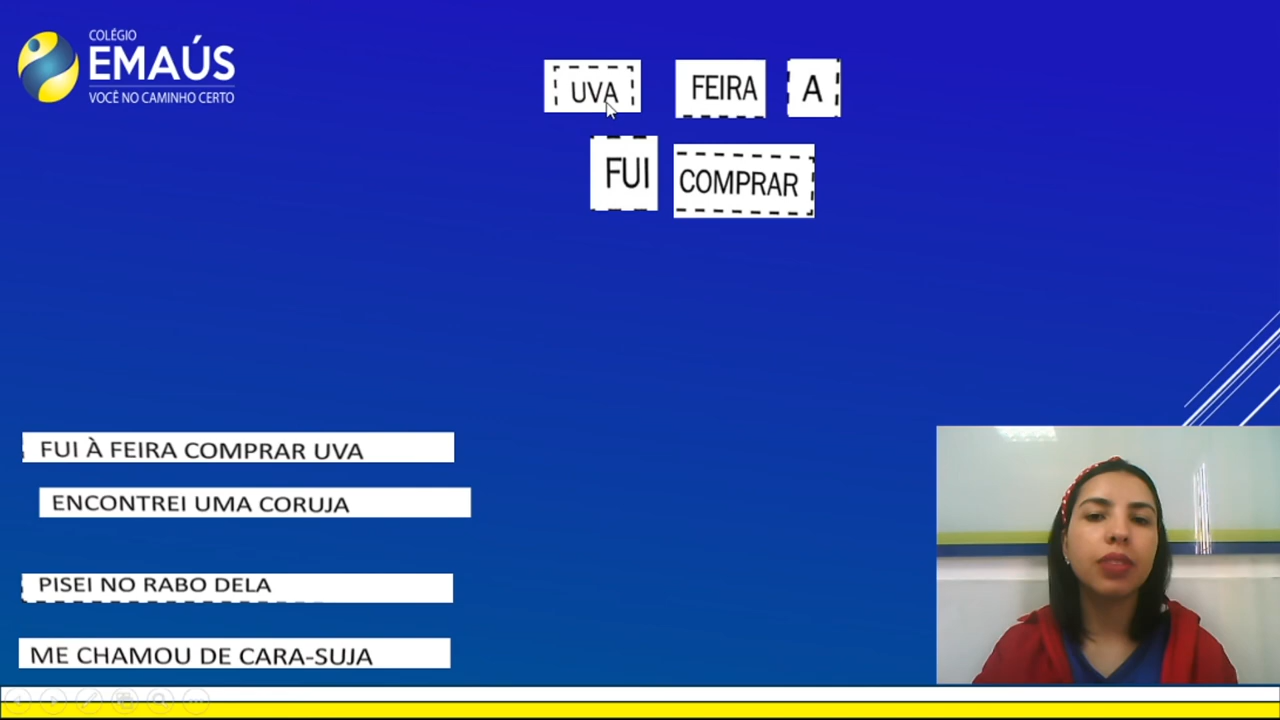 COLÉGIO
EMAÚS
VOCÊ NO CAMINHO CERTO
UVA FEIRA A
FUI COMPRAR
FUI À FEIRA COMPRAR UVA
ENCONTREI UMA CORUJA
PISEI NO RABO DELA
ME CHAMOU DE CARA-SUJA